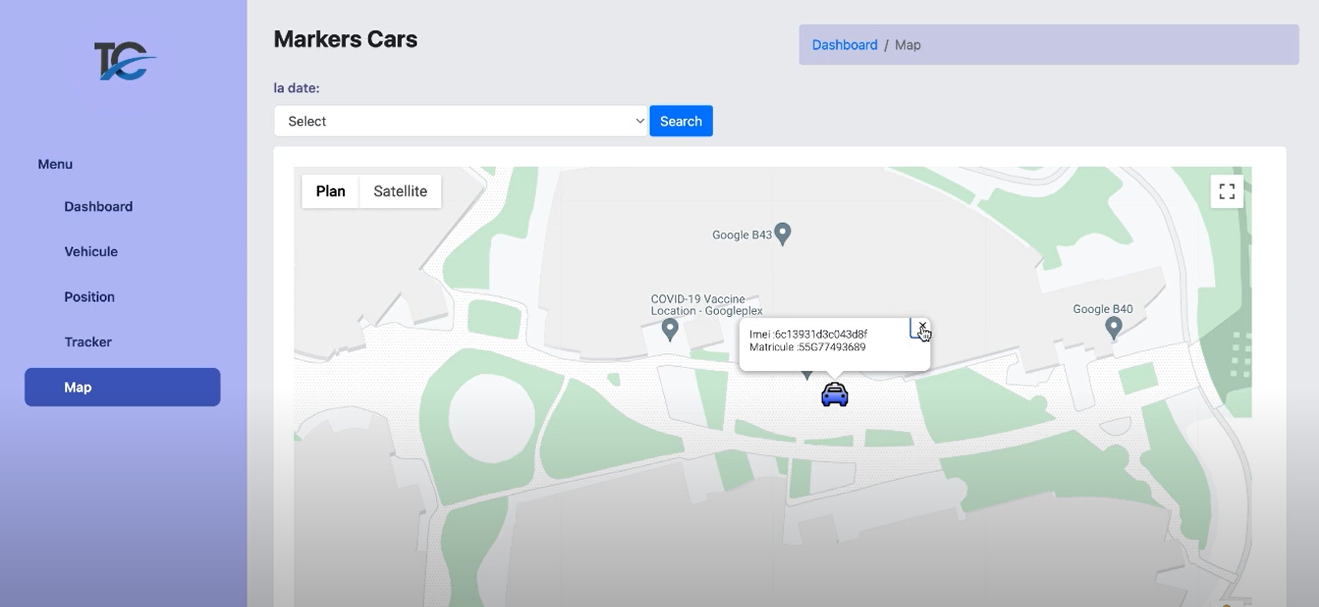 TC
Menu
Dashboard
Vehicule
Position
Tracker
Map
Markers Cars
Dashboard / Map
la date:
Select
Search
Plan
Satellite
Google B43
COVID-19 Vaccine
Location - Googleplex
Google B40
Imei :6c13931d3c043d8f
Matricule :55G77493689